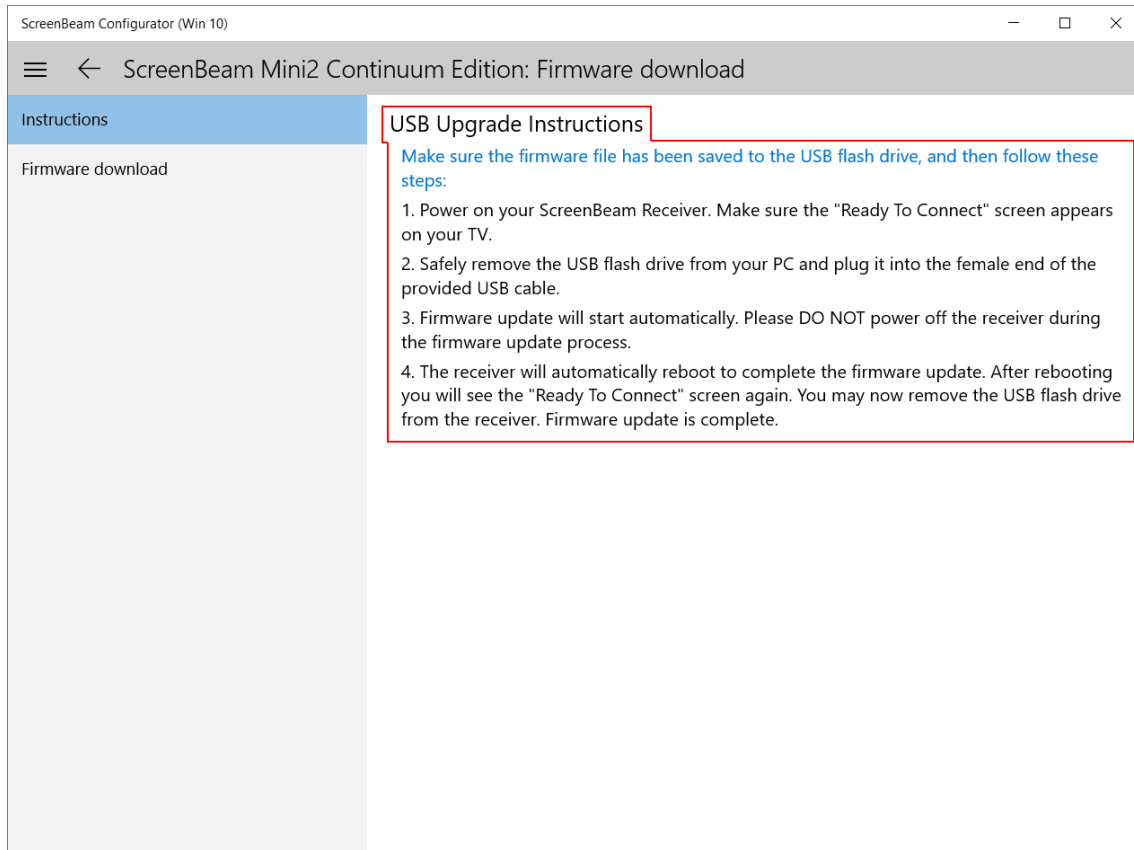 ScreenBeam Configurator (Win 10)
ScreenBeam Mini2 Continuum Edition: Firmware download
Instructions
Firmware download
USB Upgrade Instructions
Make sure the firmware file has been saved to the USB flash drive, and then follow these
steps:
1. Power on your ScreenBeam Receiver. Make sure the "Ready To Connect" screen appears
on your TV.
2. Safely remove the USB flash drive from your PC and plug it into the female end of the
provided USB cable.
3. Firmware update will start automatically. Please DO NOT power off the receiver during
the firmware update process.
4. The receiver will automatically reboot to complete the firmware update. After rebooting
you will see the "Ready To Connect" screen again. You may now remove the USB flash drive
from the receiver. Firmware update is complete.